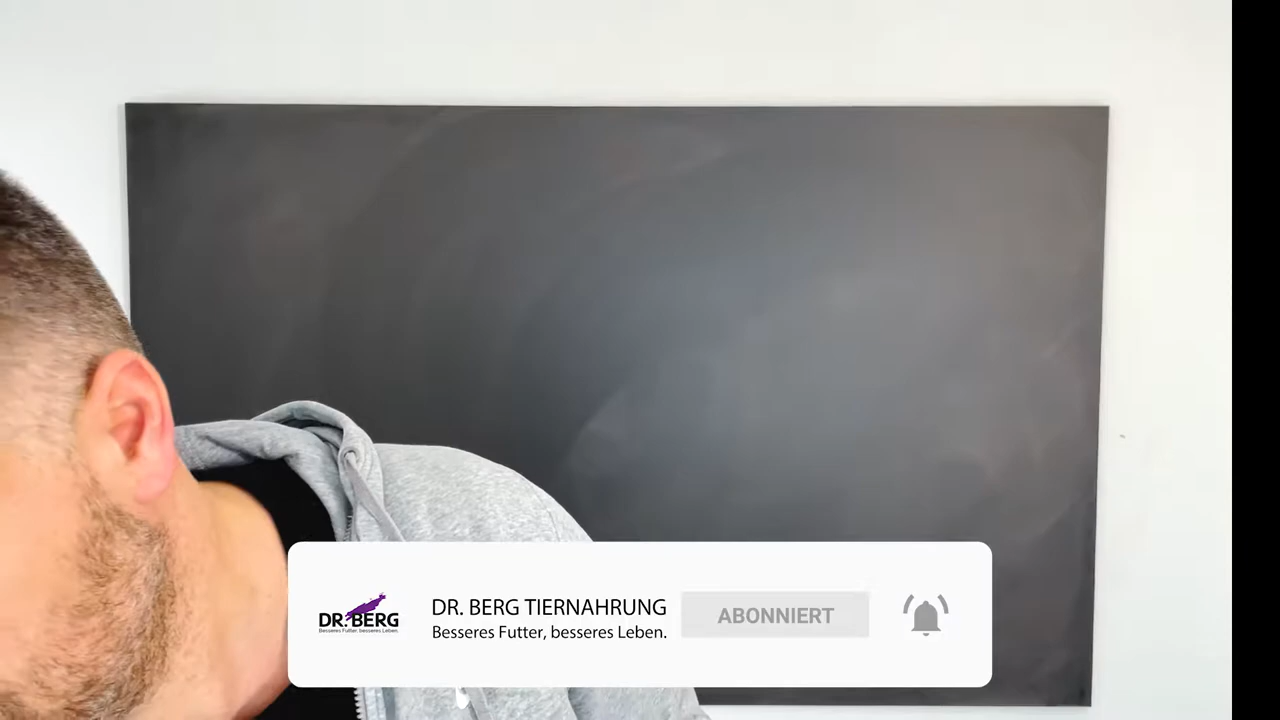 DR. BERG
Besseres Futter, besseres Leben.
DR. BERG TIERNAHRUNG
Besseres Futter, besseres Leben.
ABONNIERT